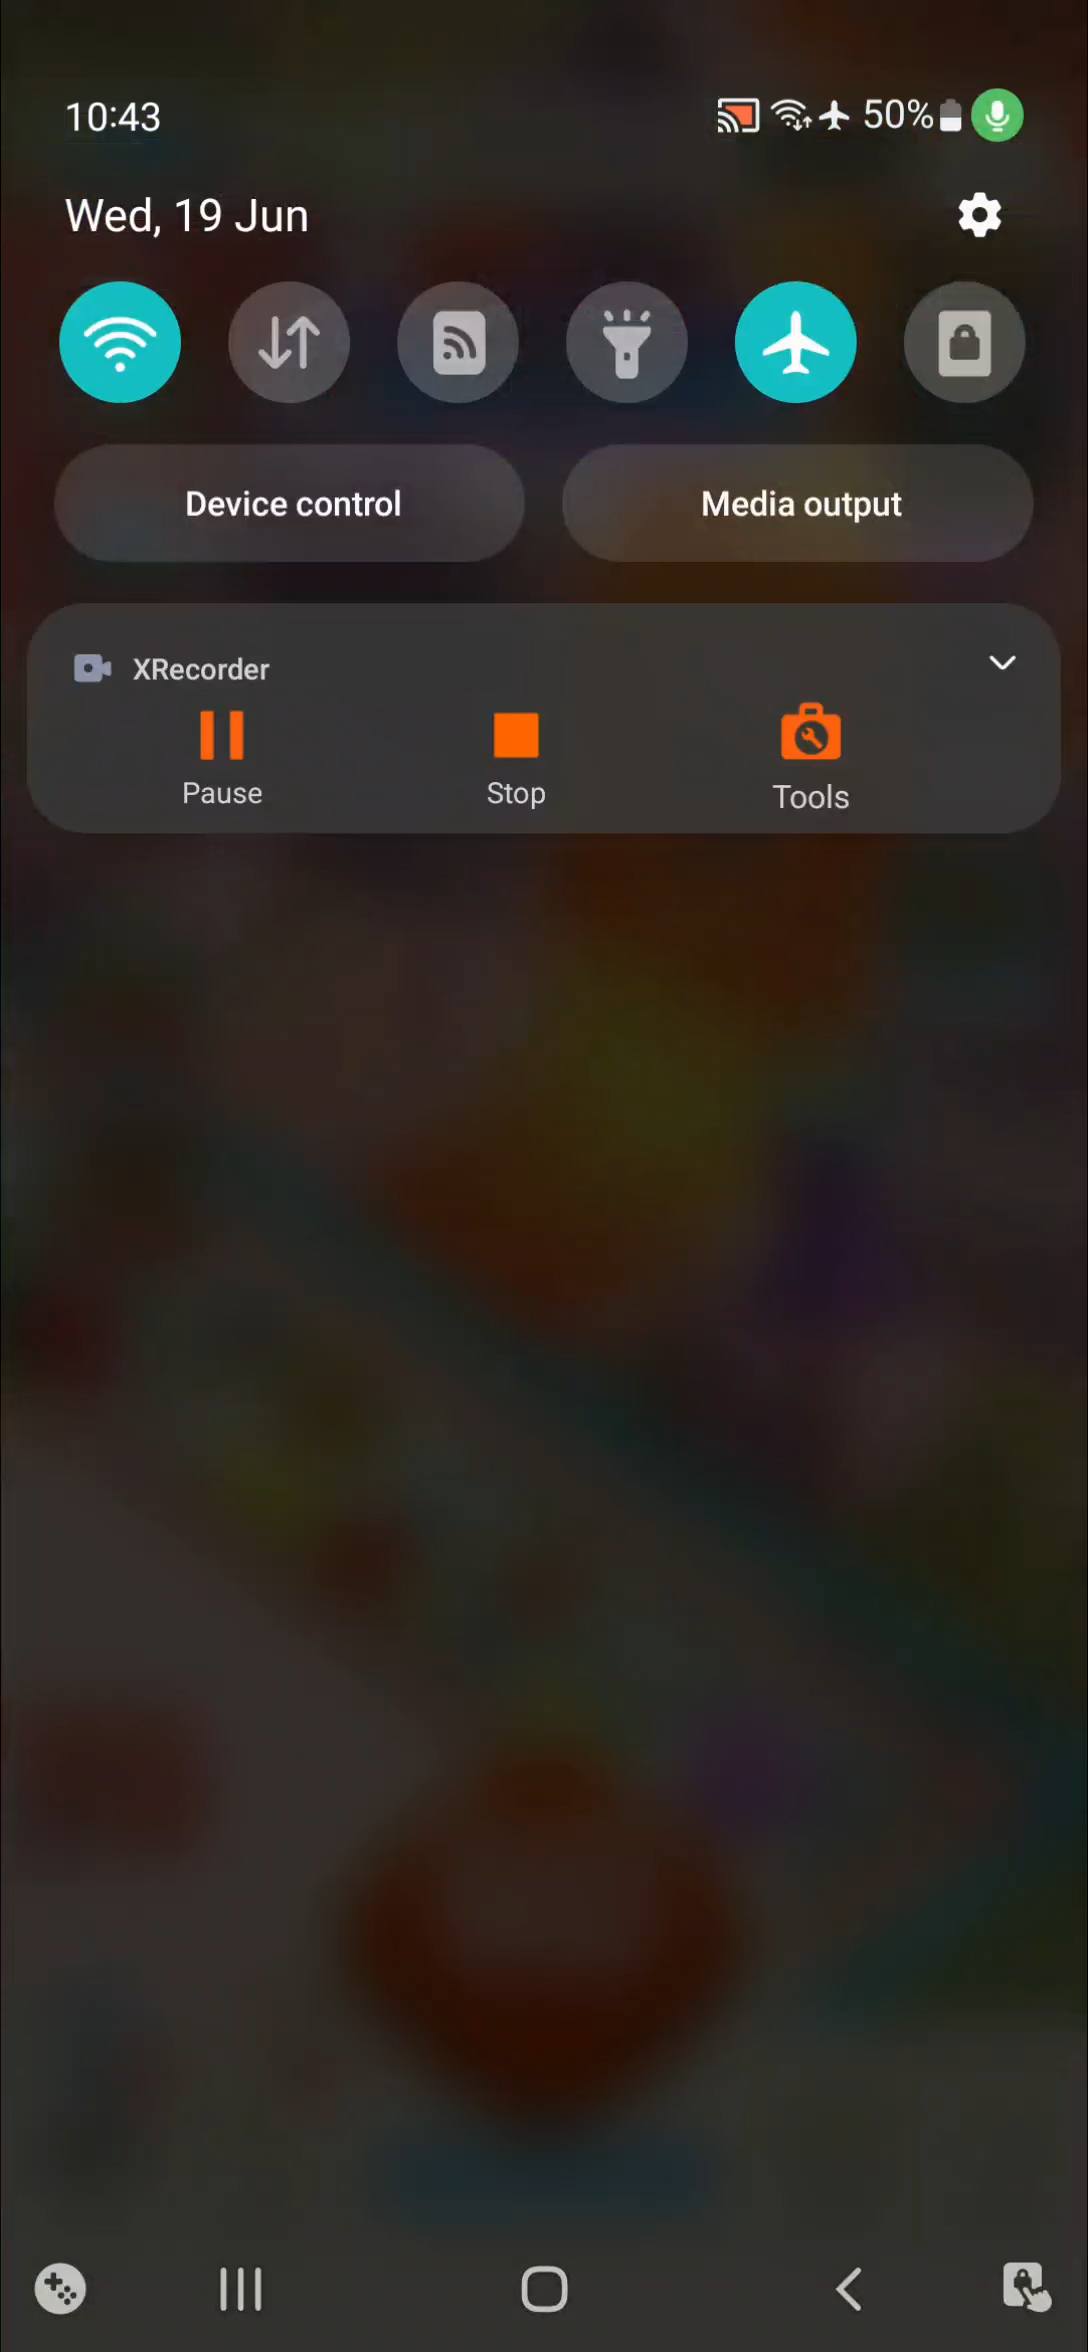 10:43
50%
Wed, 19 Jun
Device control
Media output
XRecorder
Pause
Stop
Tools